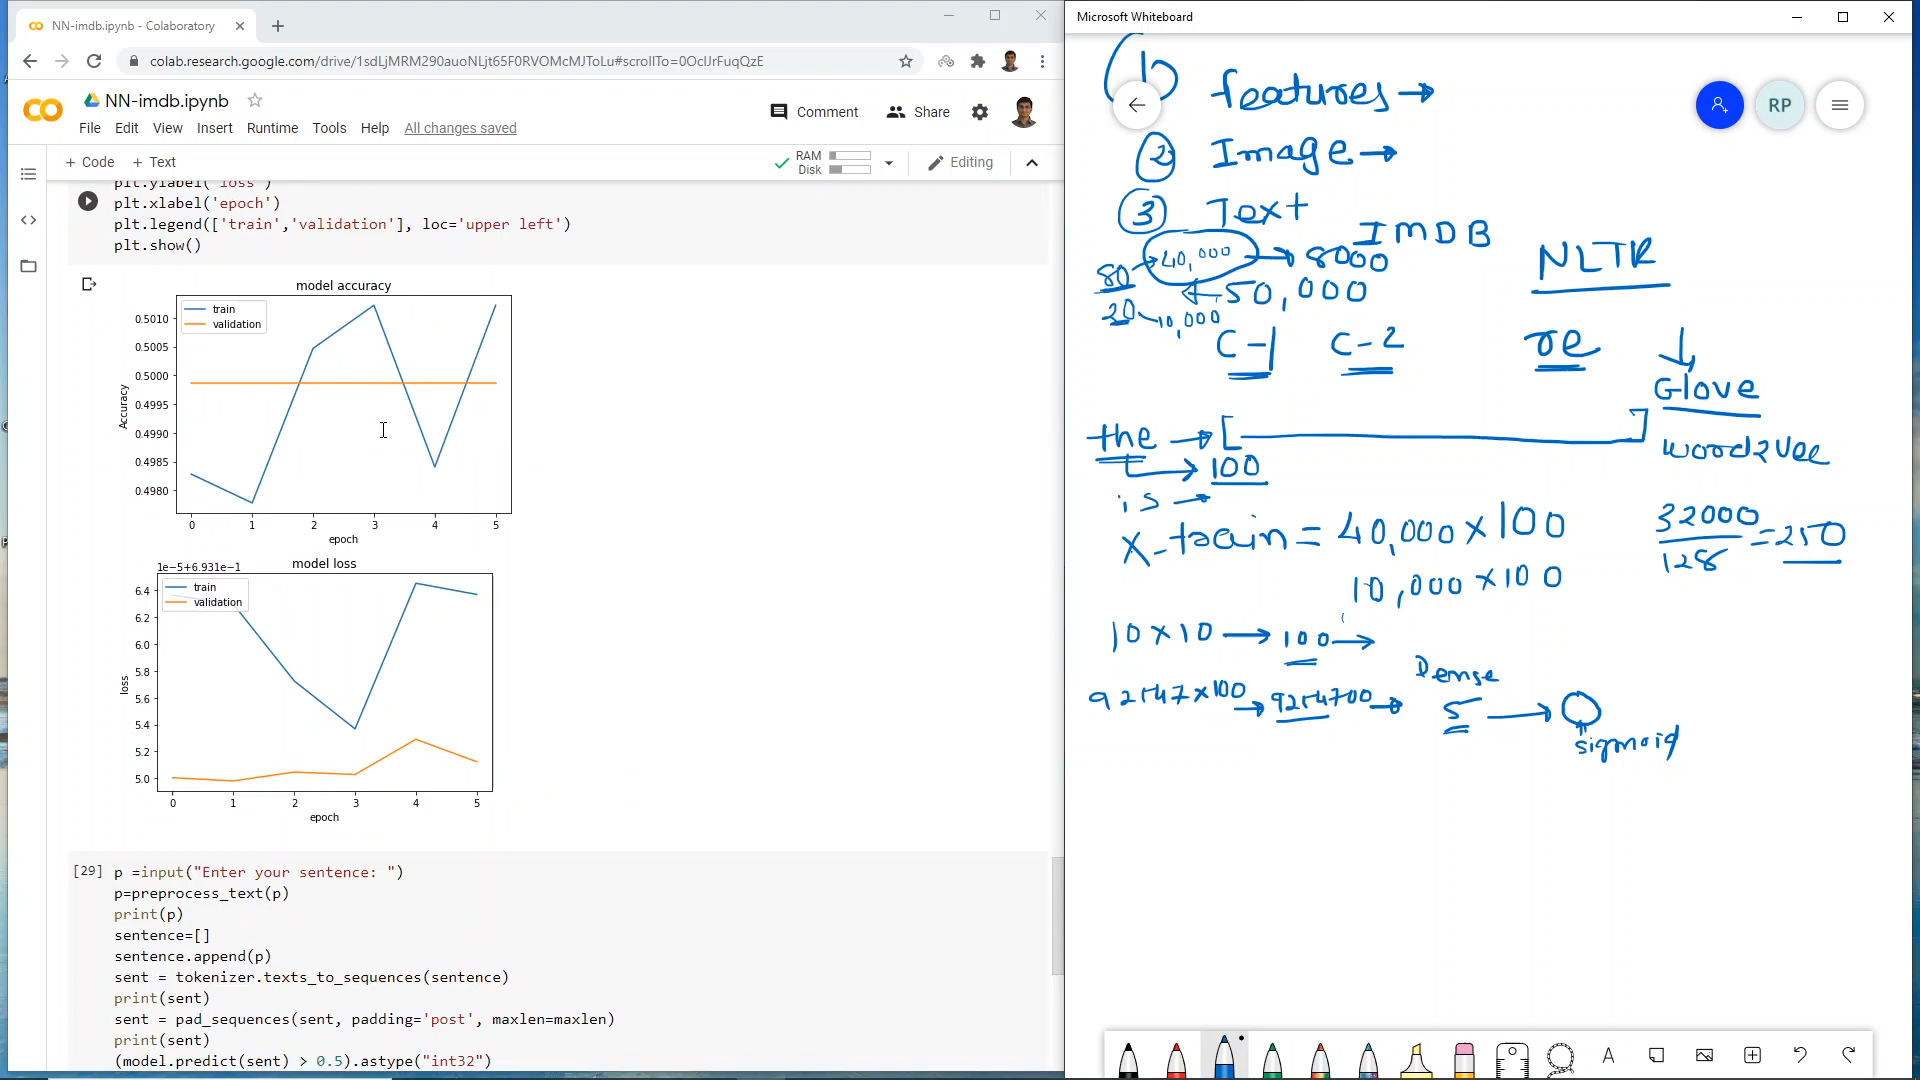 NN-imdb.ipynb - Colaboratory
colab.research.google.com/drive/1sdLjMRM290auoNLjt65F0RVOMcMJToLu#scrollTo=0OclJrFuqQzE
NN-imdb.ipynb
Comment
Share
File Edit View Insert Runtime Tools Help All changes saved
+ Code + Text
RAM
Disk
Editing
plt.ylabel('loss')
plt.xlabel('epoch')
plt.legend(['train','validation'], loc='upper left')
plt.show()
model accuracy
train
validation
0.5010
0.5005
0.5000
0.4995
0.4990
0.4985
0.4980
Accuracy
0 1 2 3 4 5
epoch
model loss
1e-5+6.931e-1
train
validation
6.4
6.2
6.0
5.8
5.6
5.4
5.2
5.0
loss
0 1 2 3 4 5
epoch
[29] p =input("Enter your sentence: ")
p=preprocess_text(p)
print(p)
sentence=[]
sentence.append(p)
sent = tokenizer.texts_to_sequences(sentence)
print(sent)
sent = pad_sequences(sent, padding='post', maxlen=maxlen)
print(sent)
(model.predict(sent) > 0.5).astype("int32")
Microsoft Whiteboard
RP
1 features →
2 Image →
3 Text
IMDB
80 → 40,000 → 8000
← 50,000
20 10,000
C-1 C-2
NLTK
re
Glove
word2Vec
the → [ ]
→ 100
is →
X-train = 40,000 × 100
10,000 × 100
32000
128
= 250
10 × 10 → 100 →
92547×100 → 9254700 →
Dense
5 →
sigmoid